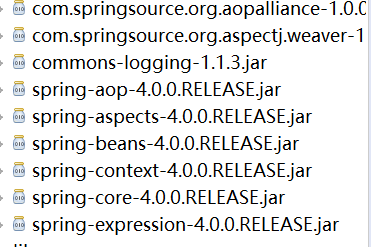 com.springsource.org.aopalliance-1.0.0
com.springsource.org.aspectj.weaver-1
commons-logging-1.1.3.jar
spring-aop-4.0.0.RELEASE.jar
spring-aspects-4.0.0.RELEASE.jar
spring-beans-4.0.0.RELEASE.jar
spring-context-4.0.0.RELEASE.jar
spring-core-4.0.0.RELEASE.jar
spring-expression-4.0.0.RELEASE.jar